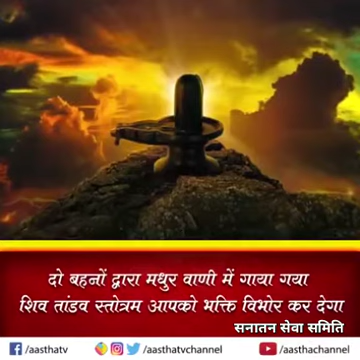 दो बहनों द्वारा मधुर वाणी में गाया गया
शिव तांडव स्तोत्रम आपको भक्ति विभोर कर देगा
सनातन सेवा समिति
/aasthatv /aasthatvchannel /aasthachannel